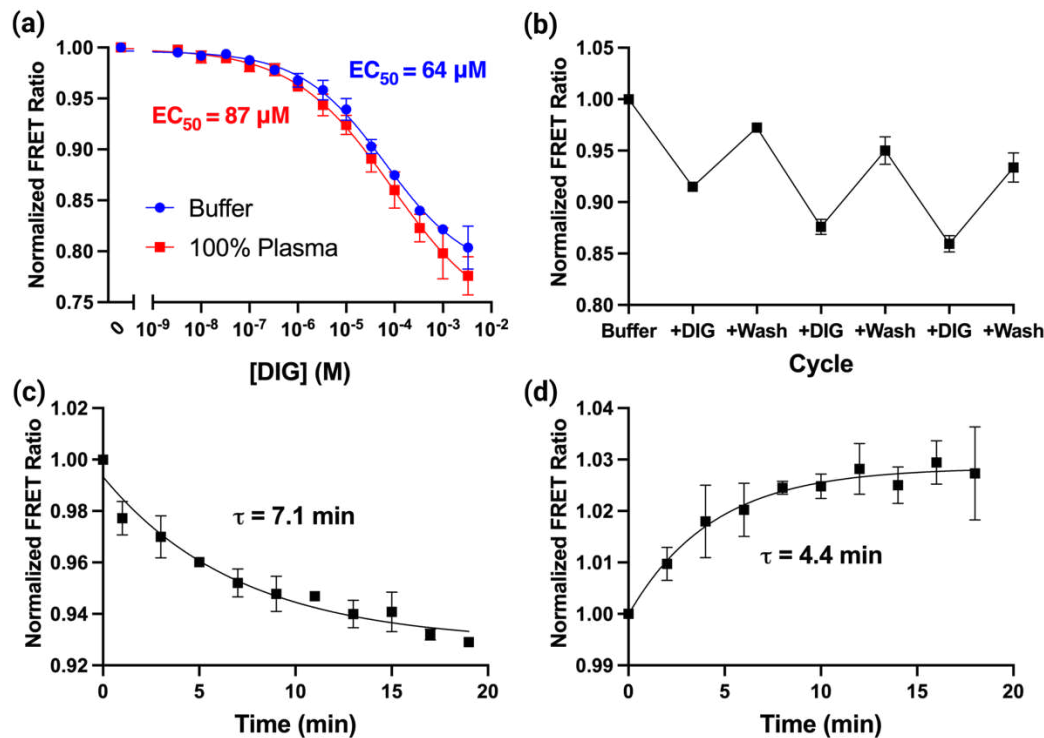 (a)
Normalized FRET Ratio
1.00
0.95
0.90
0.85
0.80
0.75
EC50 = 64 µM
EC50 = 87 µM
Buffer
100% Plasma
0 10-9 10-8 10-7 10-6 10-5 10-4 10-3 10-2
[DIG] (M)
(b)
Normalized FRET Ratio
1.05
1.00
0.95
0.90
0.85
0.80
Buffer +DIG +Wash +DIG +Wash +DIG +Wash
Cycle
(c)
Normalized FRET Ratio
1.02
1.00
0.98
0.96
0.94
0.92
τ = 7.1 min
0 5 10 15 20
Time (min)
(d)
Normalized FRET Ratio
1.04
1.03
1.02
1.01
1.00
0.99
τ = 4.4 min
0 5 10 15 20
Time (min)